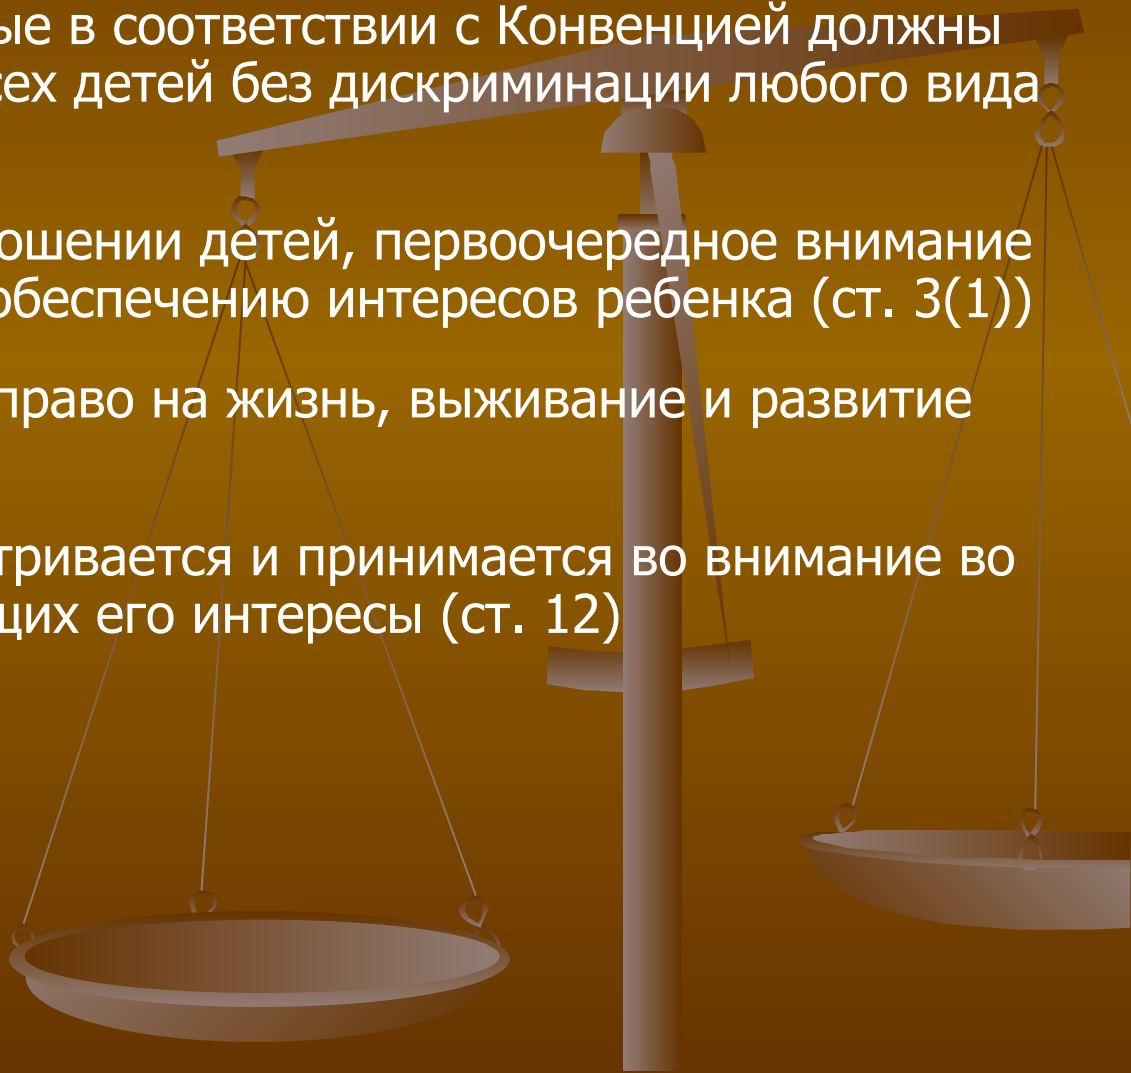 ые в соответствии с Конвенцией должны
сех детей без дискриминации любого вида
ошении детей, первоочередное внимание
обеспечению интересов ребенка (ст. 3(1))
право на жизнь, выживание и развитие
тривается и принимается во внимание во
щих его интересы (ст. 12)